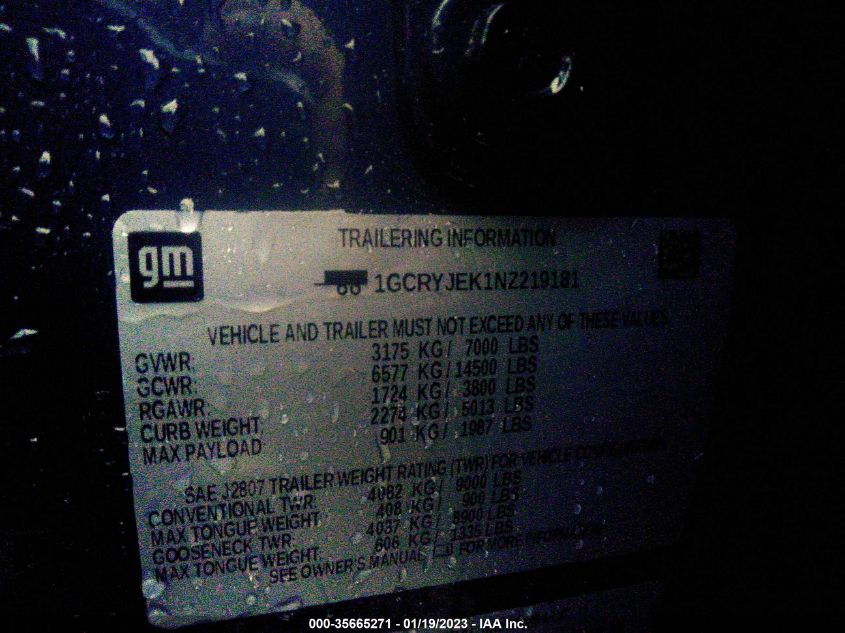 gm
TRAILERING INFORMATION
1GCRYJEK1NZ219181
VEHICLE AND TRAILER MUST NOT EXCEED ANY OF THESE VALUES
GVWR: 3175 KG / 7000 LBS
GCWR: 6577 KG / 14500 LBS
RGAWR: 1724 KG / 3800 LBS
CURB WEIGHT: 2274 KG / 5013 LBS
MAX PAYLOAD 901 KG / 1987 LBS
SAE J2807 TRAILER WEIGHT RATING (TWR) FOR VEHICLE CONFIGURATION
CONVENTIONAL TWR: 4082 KG / 9000 LBS
MAX TONGUE WEIGHT: 408 KG / 900 LBS
GOOSENECK TWR: 4037 KG / 8900 LBS
MAX TONGUE WEIGHT: 606 KG / 1335 LBS
SEE OWNER'S MANUAL FOR MORE INFORMATION
000-35665271 - 01/19/2023 - IAA Inc.